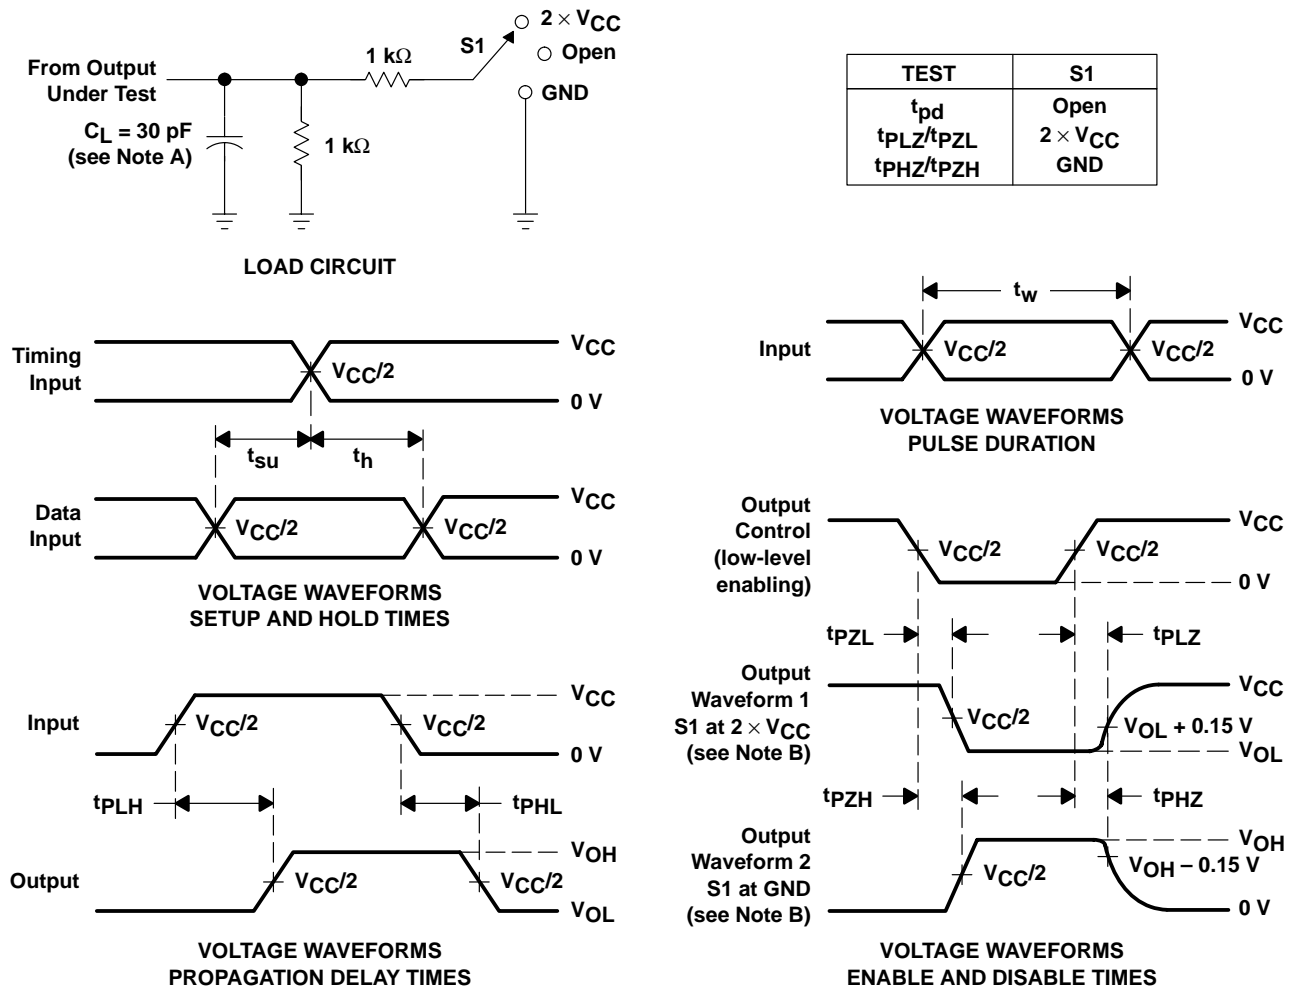 2 × VCC
S1
Open
1 kΩ
From Output
Under Test
GND
CL = 30 pF
(see Note A)
1 kΩ
LOAD CIRCUIT
TEST S1
tpd Open
tPLZ/tPZL 2 × VCC
tPHZ/tPZH GND
Timing
Input
VCC
VCC/2
0 V
tsu
th
Data
Input
VCC
VCC/2
VCC/2
0 V
VOLTAGE WAVEFORMS
SETUP AND HOLD TIMES
tw
Input
VCC
VCC/2
VCC/2
0 V
VOLTAGE WAVEFORMS
PULSE DURATION
Input
VCC
VCC/2
VCC/2
0 V
tPLH
tPHL
Output
VOH
VCC/2
VCC/2
VOL
VOLTAGE WAVEFORMS
PROPAGATION DELAY TIMES
Output
Control
(low-level
enabling)
VCC
VCC/2
VCC/2
0 V
tPZL
tPLZ
Output
Waveform 1
S1 at 2 × VCC
(see Note B)
VCC
VCC/2
VOL + 0.15 V
VOL
tPZH
tPHZ
Output
Waveform 2
S1 at GND
(see Note B)
VOH
VCC/2
VOH − 0.15 V
0 V
VOLTAGE WAVEFORMS
ENABLE AND DISABLE TIMES